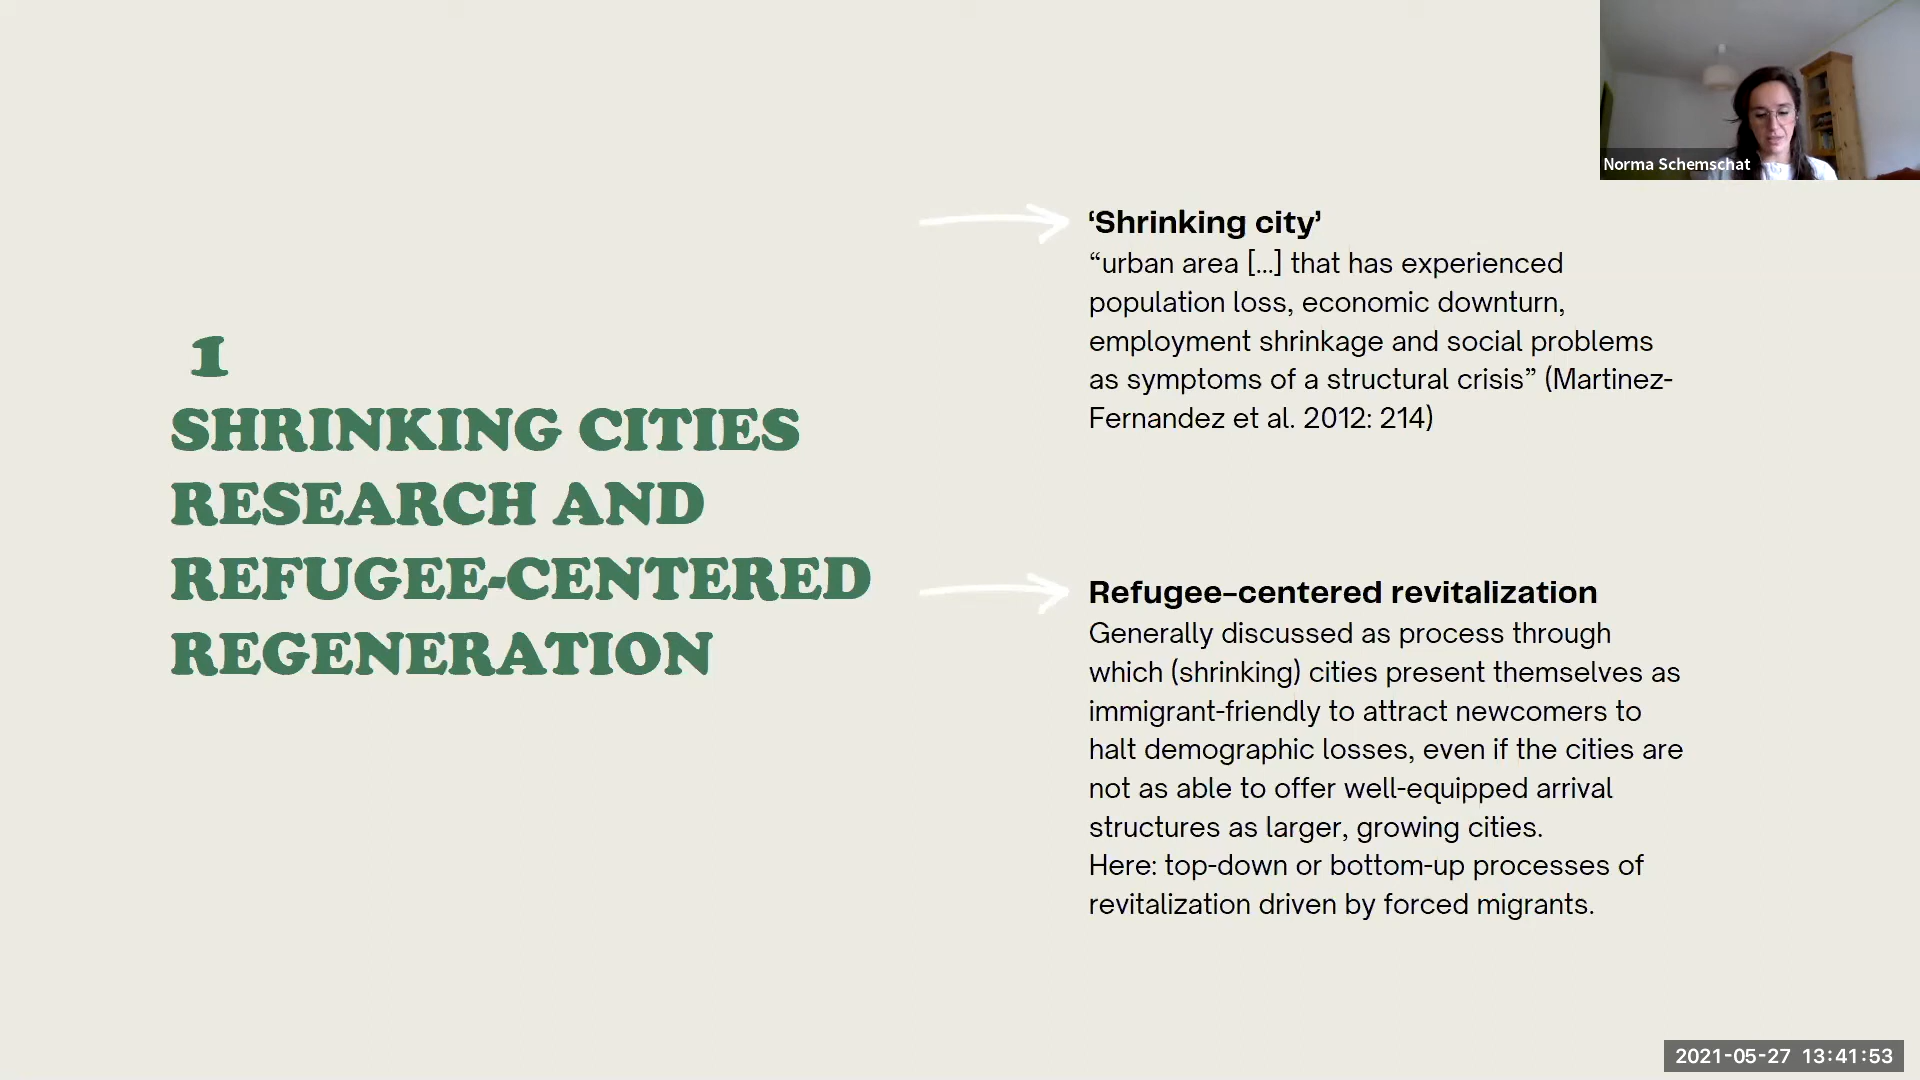 Norma Schemschat
1
SHRINKING CITIES
RESEARCH AND
REFUGEE-CENTERED
REGENERATION
‘Shrinking city’
“urban area [...] that has experienced
population loss, economic downturn,
employment shrinkage and social problems
as symptoms of a structural crisis” (Martinez-
Fernandez et al. 2012: 214)
Refugee-centered revitalization
Generally discussed as process through
which (shrinking) cities present themselves as
immigrant-friendly to attract newcomers to
halt demographic losses, even if the cities are
not as able to offer well-equipped arrival
structures as larger, growing cities.
Here: top-down or bottom-up processes of
revitalization driven by forced migrants.
2021-05-27 13:41:53